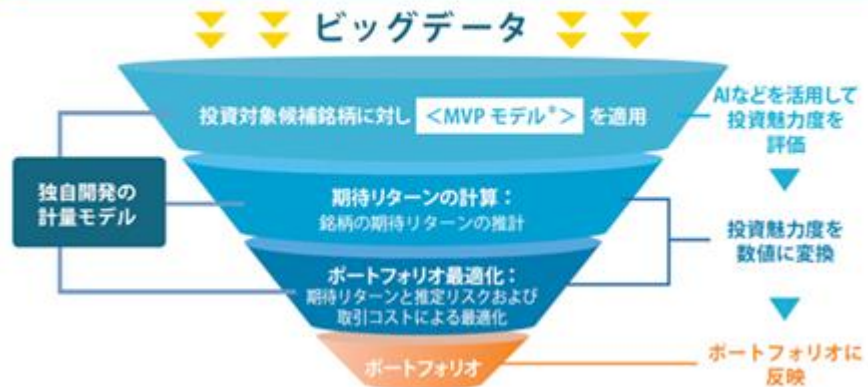 ビッグデータ
投資対象候補銘柄に対し <MVP モデル*> を適用
AIなどを活用して
投資魅力度を
評価
独自開発の
計量モデル
期待リターンの計算：
銘柄の期待リターンの推計
投資魅力度を
数値に変換
ポートフォリオ最適化：
期待リターンと推定リスクおよび
取引コストによる最適化
ポートフォリオ
ポートフォリオに
反映